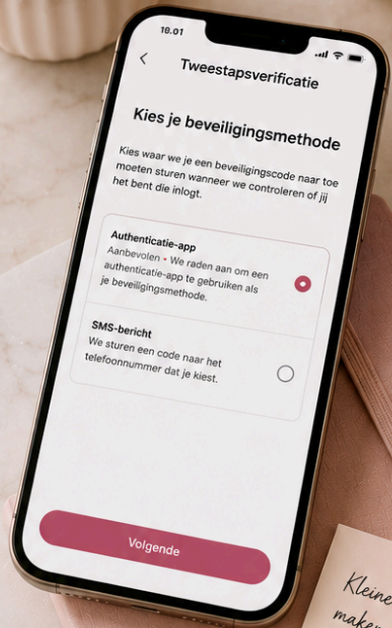 19.01
Tweestapsverificatie
Kies je beveiligingsmethode
Kies waar we je een beveiligingscode naar toe
moeten sturen wanneer we controleren of jij
het bent die inlogt.
Authenticatie-app
Aanbevolen • We raden aan om een
authenticatie-app te gebruiken als
je beveiligingsmethode.
SMS-bericht
We sturen een code naar het
telefoonnummer dat je kiest.
Volgende
Kleine
maken